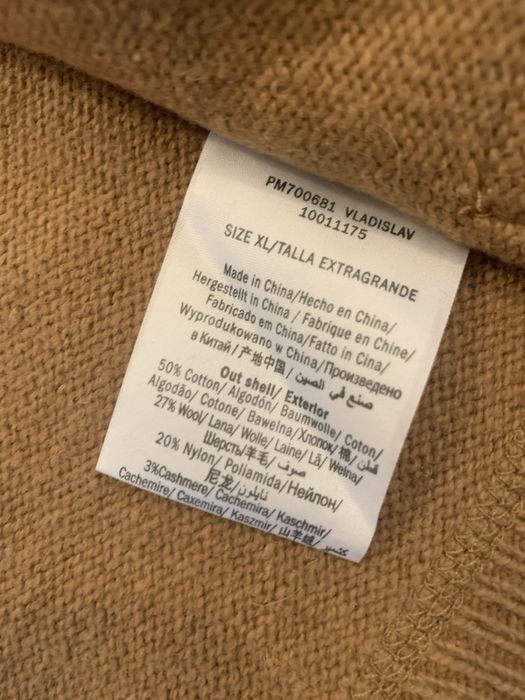 PM700681 VLADISLAV
10011175
SIZE XL/TALLA EXTRAGRANDE
Made in China/Hecho en China/
Hergestellt in China / Fabrique en Chine/
Fabricado em China/Fatto in Cina/
Wyprodukowano w China/Произведено
в Китай/产地中国/ صنع في الصين
Out shell/ Exterior
50% Cotton/ Algodón/ Baumwolle/ Coton/
Algodão/ Cotone/ Bawełna/Хлопок/棉/ قطن
27% Wool/ Lana/ Wolle/ Laine/ Lã/ Wełna/
Шерсть/羊毛/ صوف
20% Nylon/ Poliamida/Нейлон/
尼龙/ نايلون
3%Cashmere/ Cachemira/ Kaschmir/
Cachemire/ Caxemira/ Kaszmir/ 山羊绒/